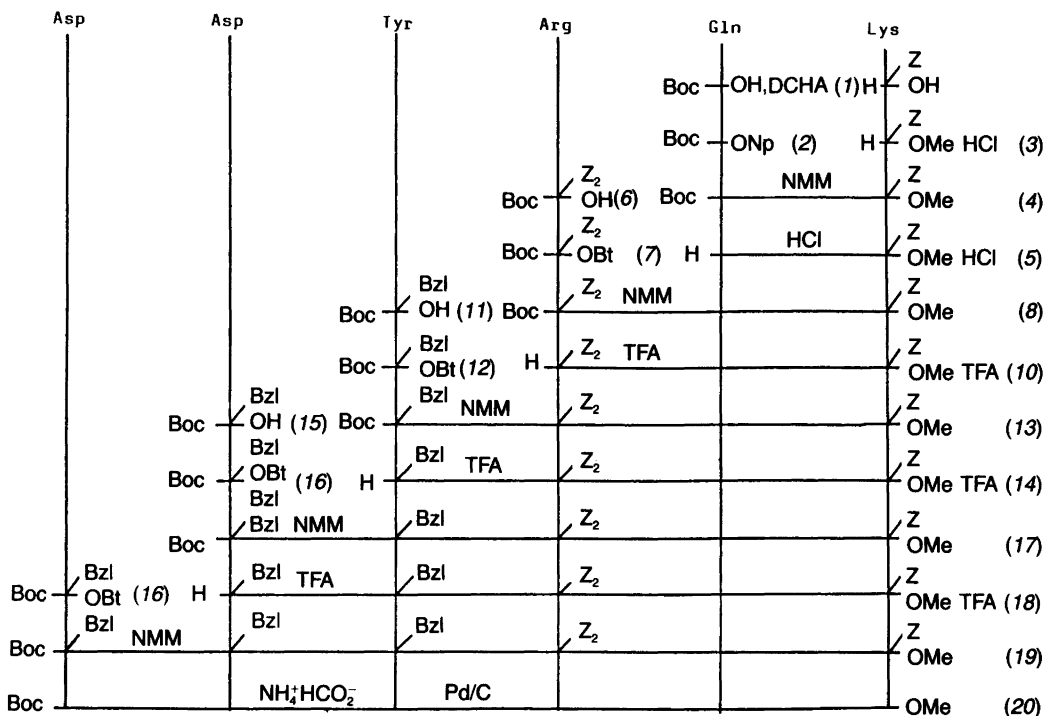 Asp Asp Tyr Arg Gln Lys
Z
Boc OH,DCHA (1) H OH
Z
Boc ONp (2) H OMe HCl (3)
Z2 NMM Z
Boc OH (6) Boc OMe (4)
Z2 HCl Z
Boc OBt (7) H OMe HCl (5)
Bzl Z2 NMM Z
Boc OH (11) Boc OMe (8)
Bzl Z2 TFA Z
Boc OBt (12) H OMe TFA (10)
Bzl Bzl NMM Z2 Z
Boc OH (15) Boc OMe (13)
Bzl Bzl TFA Z2 Z
Boc OBt (16) H OMe TFA (14)
Bzl
Bzl NMM Bzl Z2 Z
Boc OMe (17)
Bzl Bzl TFA Bzl Z2 Z
Boc OBt (16) H OMe TFA (18)
Bzl NMM Bzl Bzl Z2 Z
Boc OMe (19)
NH4+HCO2- Pd/C
Boc OMe (20)